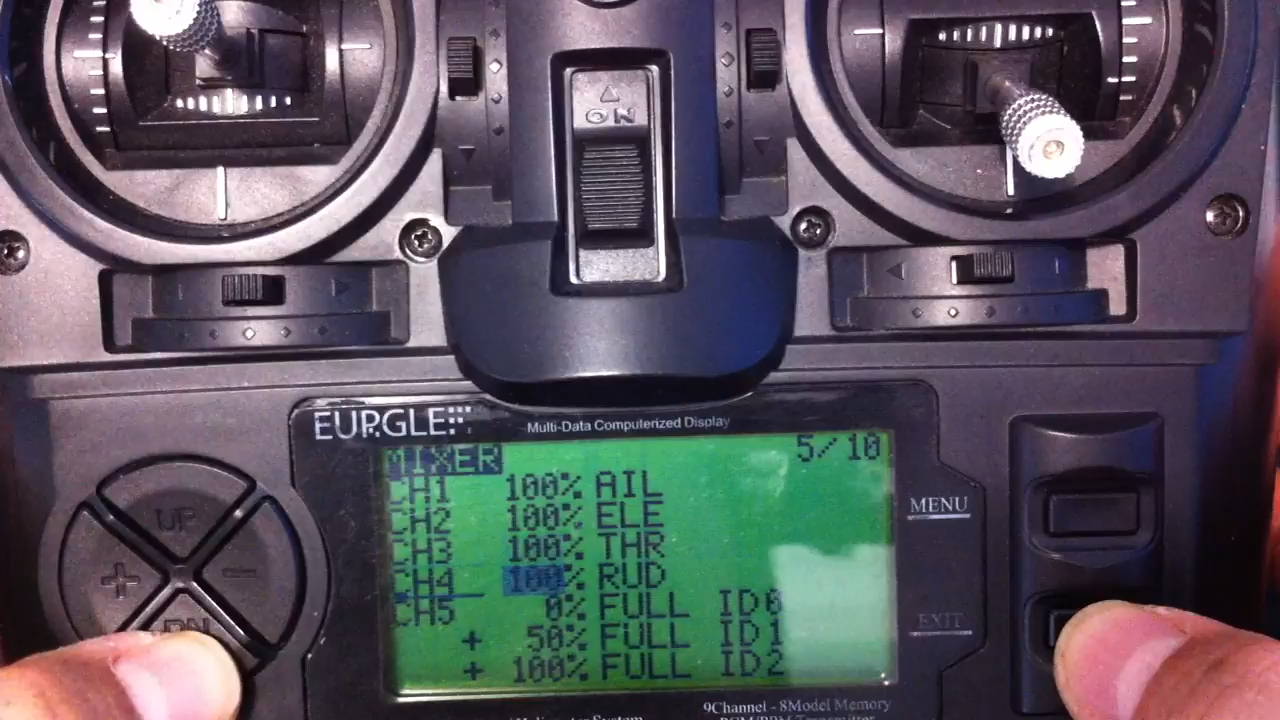 ON
EURGLE
Multi-Data Computerized Display
MIXER 5/10
CH1 100% AIL
CH2 100% ELE
CH3 100% THR
CH4 100% RUD
CH5 0% FULL ID0
+ 50% FULL ID1
+ 100% FULL ID2
UP
+ -
DN
MENU
EXIT
9Channel - 8Model Memory